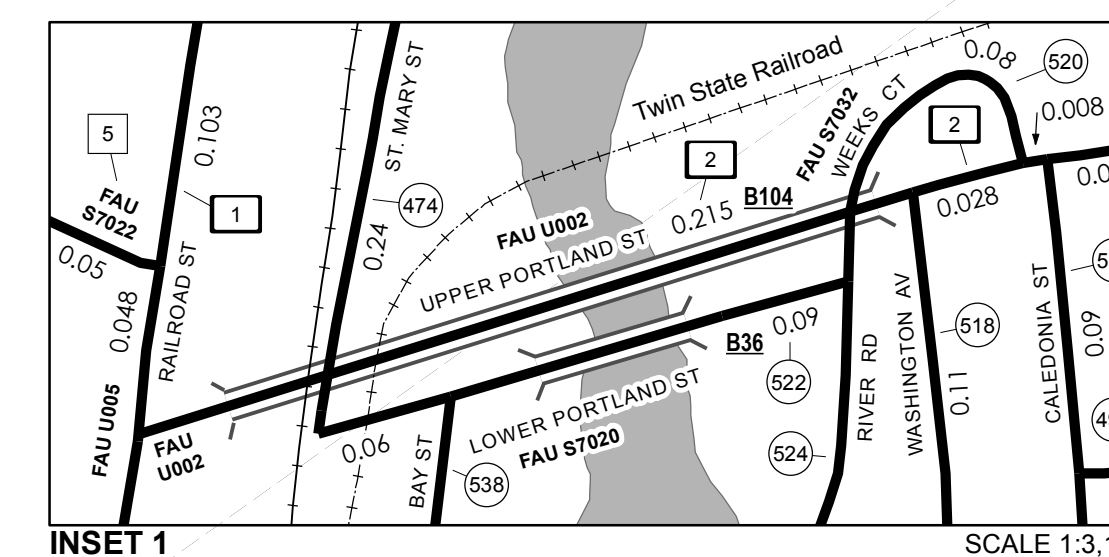 5
FAU
S7022
0.05
0.103
1
0.048
RAILROAD ST
FAU U005
FAU
U002
ST. MARY ST
474
0.24
0.06
BAY ST
538
Twin State Railroad
FAU U002
UPPER PORTLAND ST
0.215
2
B104
LOWER PORTLAND ST
FAU S7020
B36
0.09
522
524
FAU S7032
WEEKS CT
0.08
520
2
0.008
0.028
RIVER RD
WASHINGTON AV
518
0.11
CALEDONIA ST
0.09
INSET 1